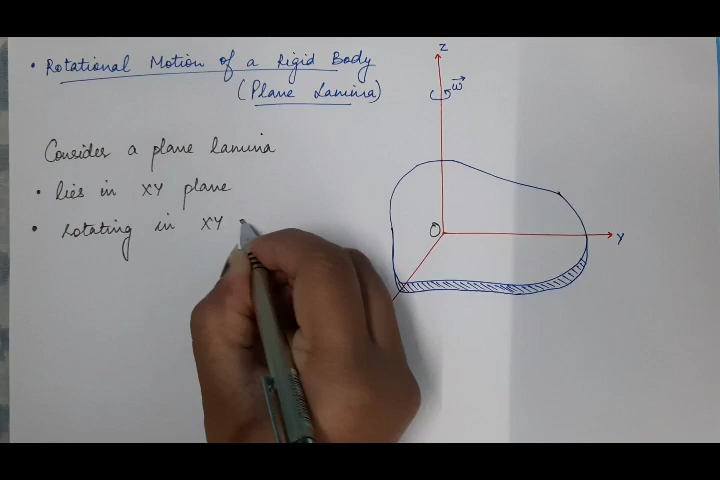 • Rotational Motion of a Rigid Body
(Plane Lamina)
Consider a plane lamina
• lies in XY plane
• rotating in XY
Z
ω
O
Y